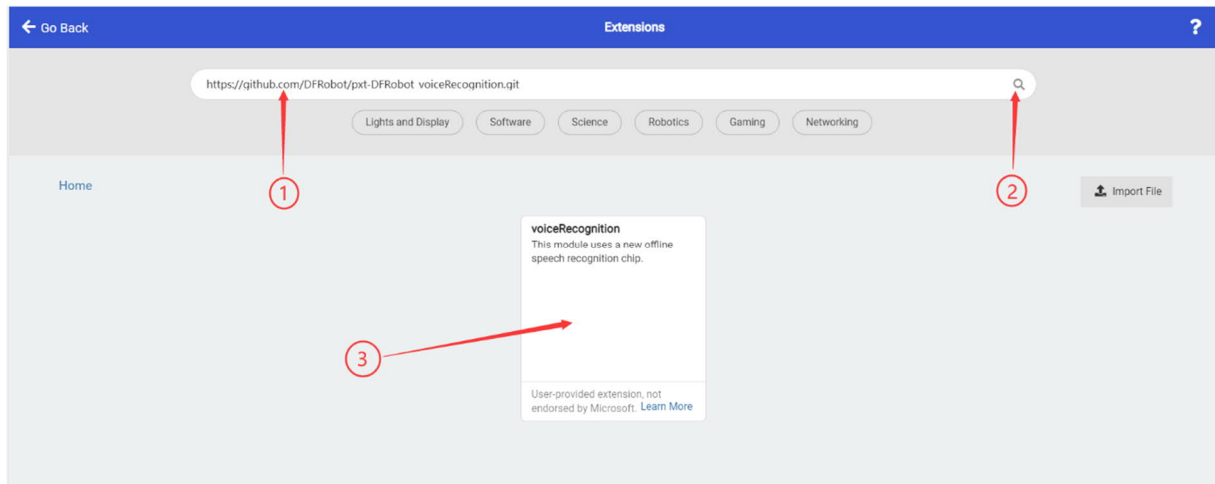 Go Back
Extensions
?
https://github.com/DFRobot/pxt-DFRobot voiceRecognition.git
Lights and Display
Software
Science
Robotics
Gaming
Networking
Home
1
2
Import File
voiceRecognition
This module uses a new offline
speech recognition chip.
3
User-provided extension, not
endorsed by Microsoft. Learn More